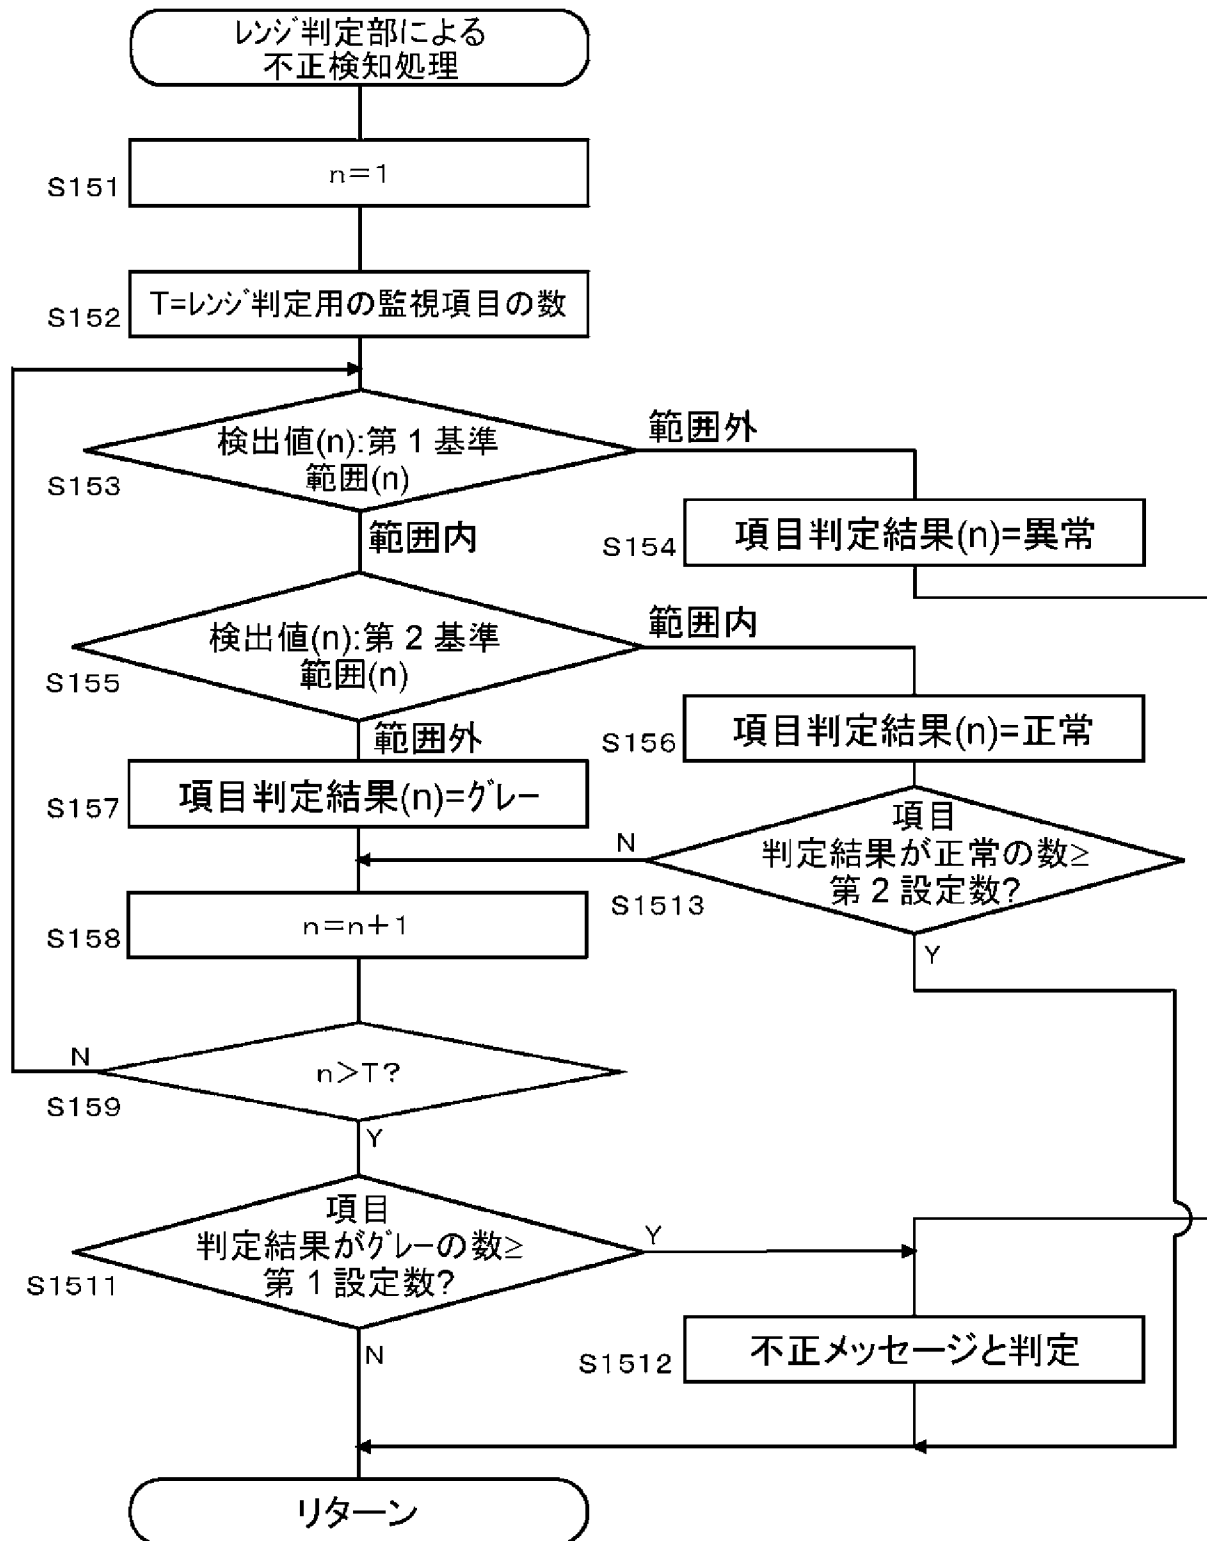 レンジ判定部による
不正検知処理
S151
n=1
S152
T=レンジ判定用の監視項目の数
検出値(n):第1基準
範囲(n)
S153
範囲外
範囲内
S154
項目判定結果(n)=異常
検出値(n):第2基準
範囲(n)
S155
範囲内
範囲外
S156
項目判定結果(n)=正常
S157
項目判定結果(n)=グレー
項目
判定結果が正常の数≥
第2設定数?
N
S1513
Y
S158
n=n+1
N
n>T?
S159
Y
項目
判定結果がグレーの数≥
第1設定数?
Y
S1511
N
S1512
不正メッセージと判定
リターン